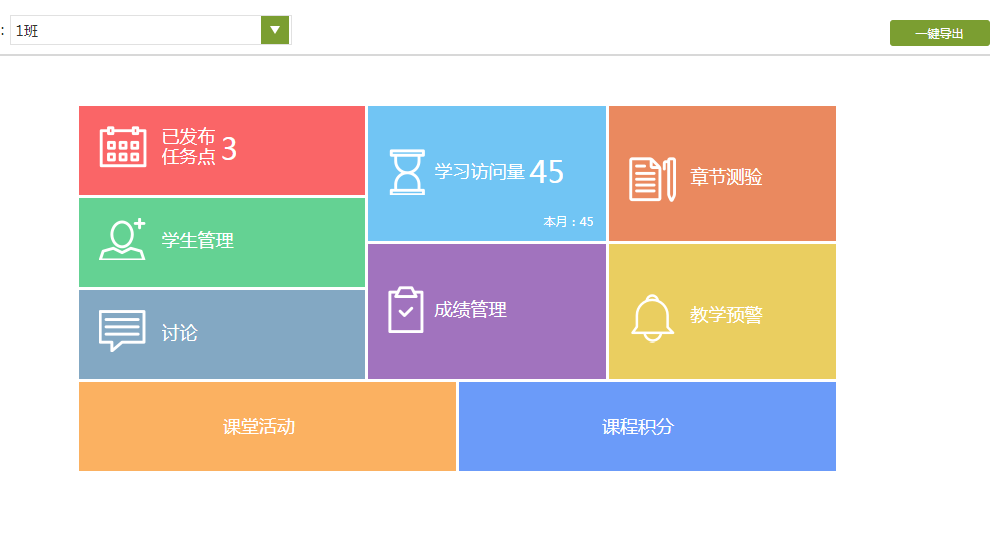 : 1班
一键导出
已发布
任务点 3
学习访问量 45
本月：45
章节测验
学生管理
讨论
成绩管理
教学预警
课堂活动
课程积分